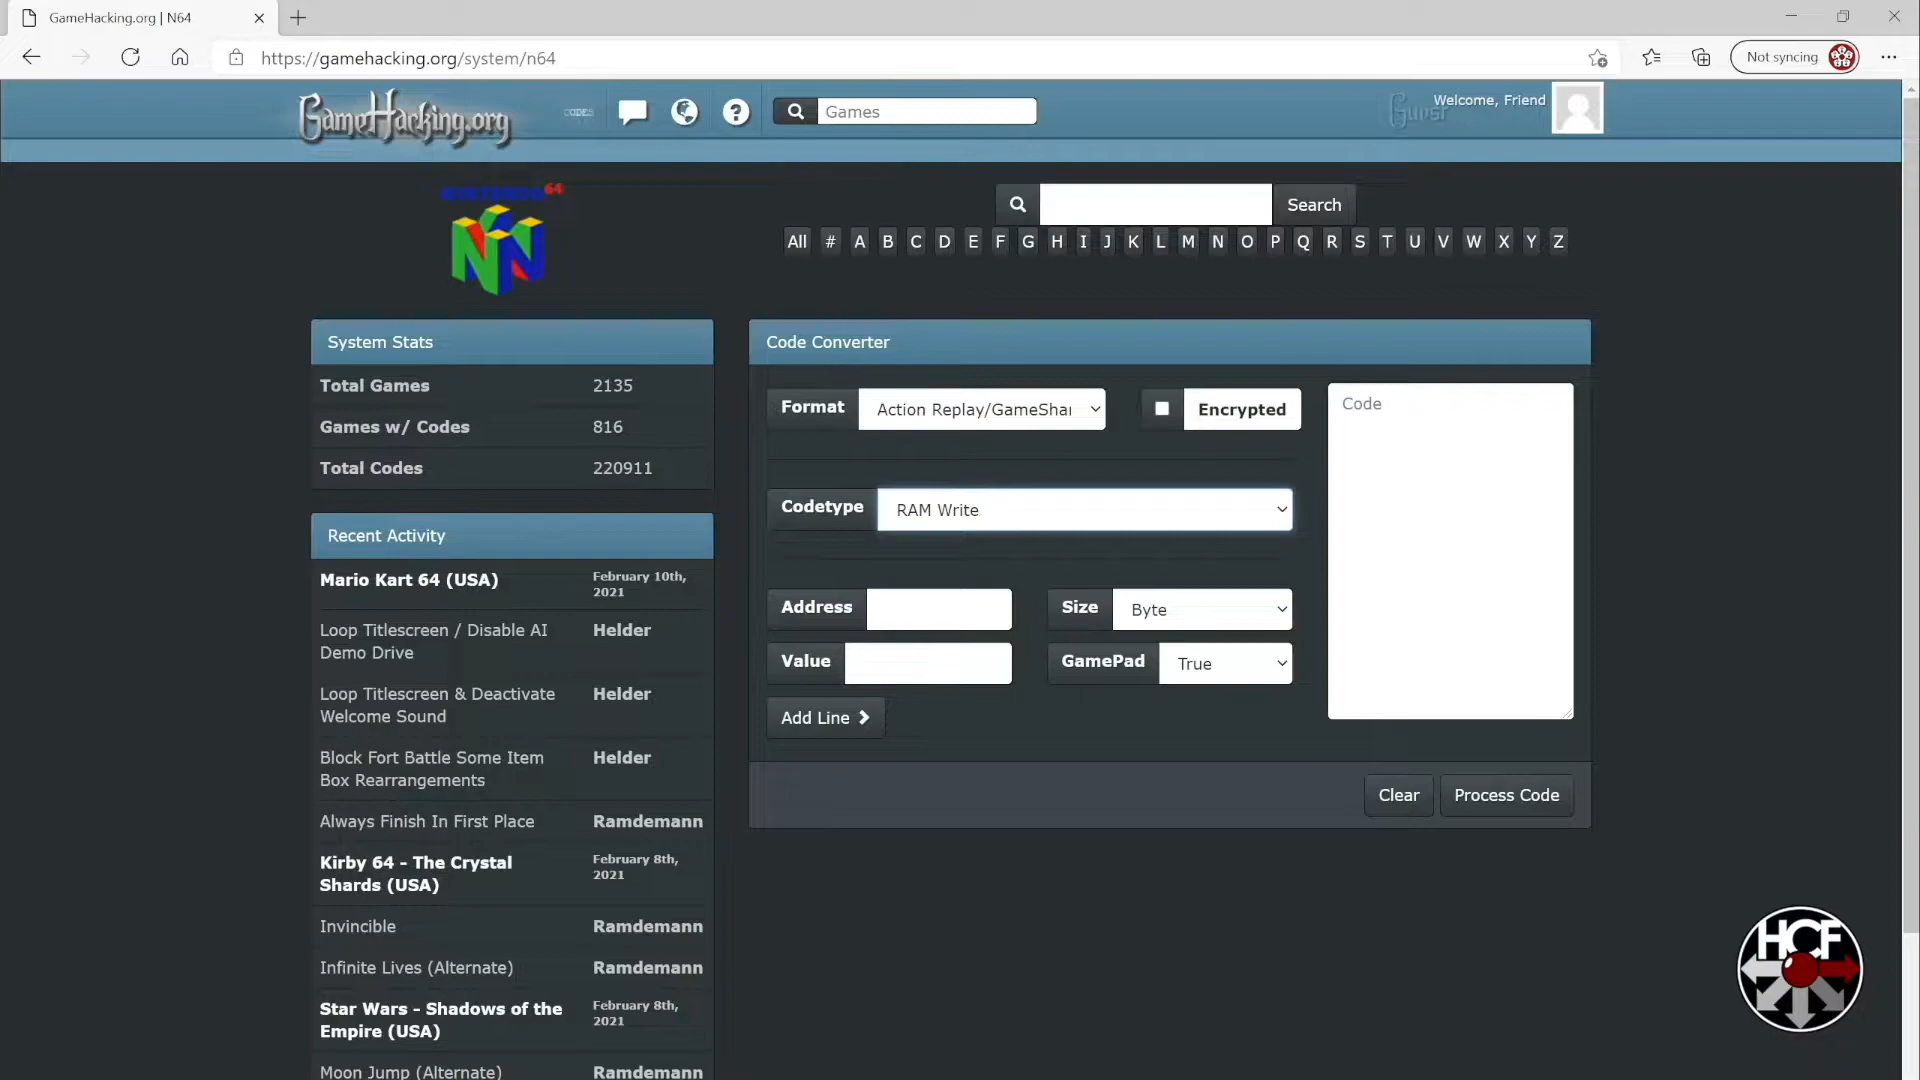 GameHacking.org | N64
https://gamehacking.org/system/n64
Not syncing
GameHacking.org
CODES
Games
Guest
Welcome, Friend
NINTENDO 64
Search
All # A B C D E F G H I J K L M N O P Q R S T U V W X Y Z
System Stats
Total Games 2135
Games w/ Codes 816
Total Codes 220911
Recent Activity
Mario Kart 64 (USA) February 10th,
2021
Loop Titlescreen / Disable AI Helder
Demo Drive
Loop Titlescreen & Deactivate Helder
Welcome Sound
Block Fort Battle Some Item Helder
Box Rearrangements
Always Finish In First Place Ramdemann
Kirby 64 - The Crystal February 8th,
Shards (USA) 2021
Invincible Ramdemann
Infinite Lives (Alternate) Ramdemann
Star Wars - Shadows of the February 8th,
Empire (USA) 2021
Moon Jump (Alternate) Ramdemann
Code Converter
Format Action Replay/GameShar
Encrypted
Code
Codetype RAM Write
Address
Size Byte
Value
GamePad True
Add Line
Clear
Process Code
HCF